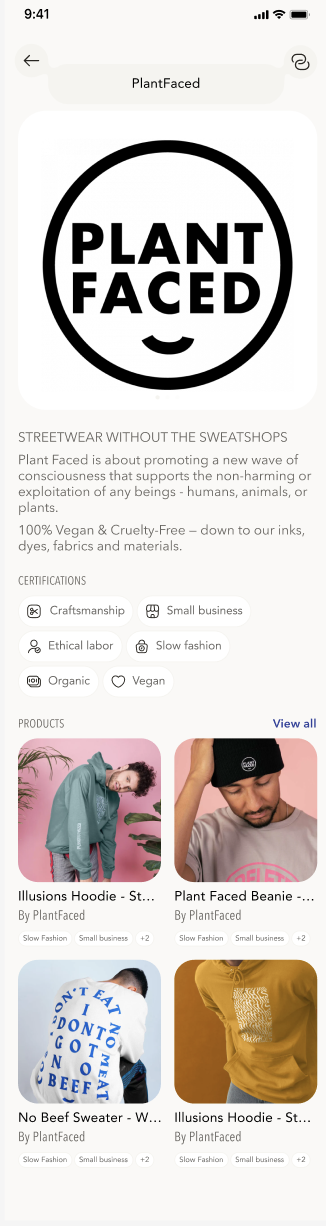 9:41
PlantFaced
PLANT
FACED
STREETWEAR WITHOUT THE SWEATSHOPS
Plant Faced is about promoting a new wave of
consciousness that supports the non-harming or
exploitation of any beings - humans, animals, or
plants.
100% Vegan & Cruelty-Free – down to our inks,
dyes, fabrics and materials.
CERTIFICATIONS
Craftsmanship
Small business
Ethical labor
Slow fashion
Organic
Vegan
PRODUCTS
View all
Illusions Hoodie - St...
By PlantFaced
Slow Fashion
Small business
+2
Plant Faced Beanie -...
By PlantFaced
Slow Fashion
Small business
+2
DON'T EAT
NO MEAT
I
DON'T
GOT
NO
BEEF
No Beef Sweater - W...
By PlantFaced
Slow Fashion
Small business
+2
Illusions Hoodie - St...
By PlantFaced
Slow Fashion
Small business
+2